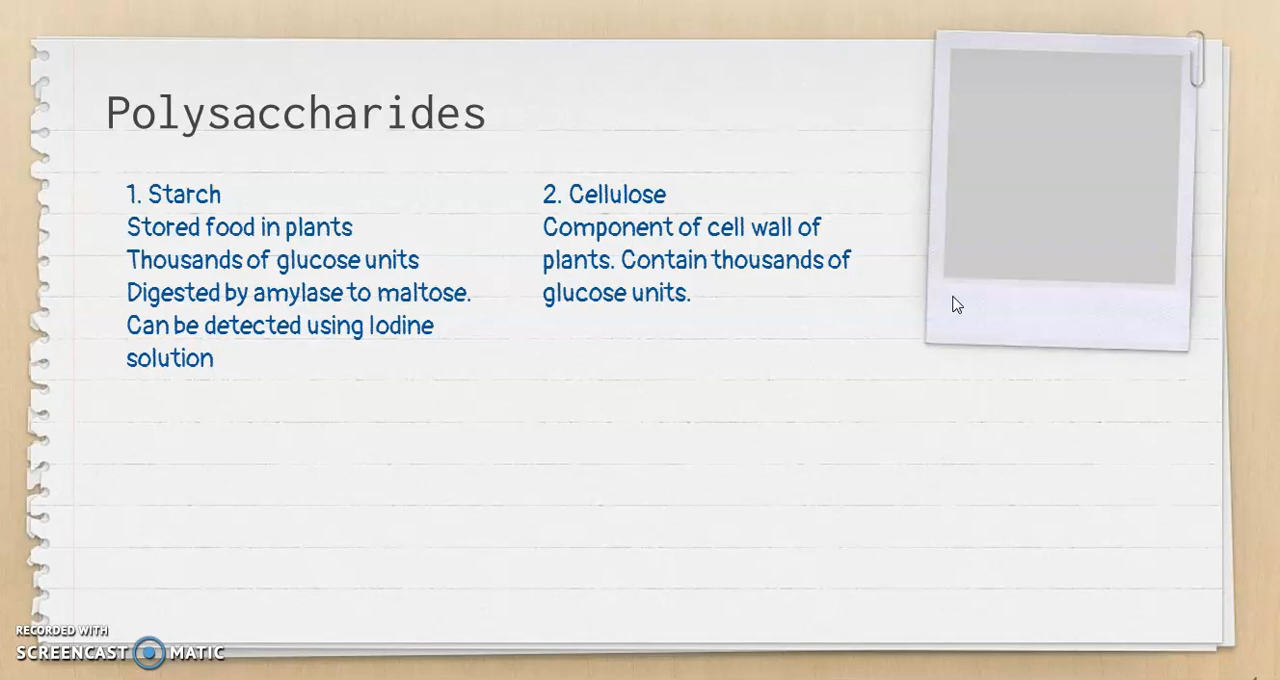 Polysaccharides
1. Starch
Stored food in plants
Thousands of glucose units
Digested by amylase to maltose.
Can be detected using Iodine
solution
2. Cellulose
Component of cell wall of
plants. Contain thousands of
glucose units.
RECORDED WITH
SCREENCAST MATIC